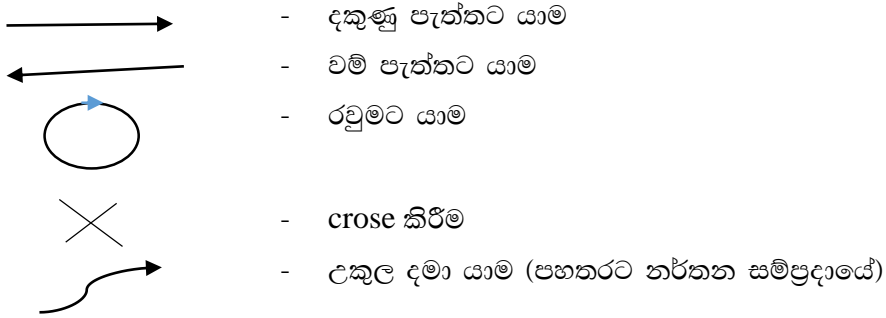 - දකුණු පැත්තට යාම
- වම් පැත්තට යාම
- රවුමට යාම
- crose කිරීම
- උකුල දමා යාම (පහතරට නර්තන සම්ප්‍රදායේ)